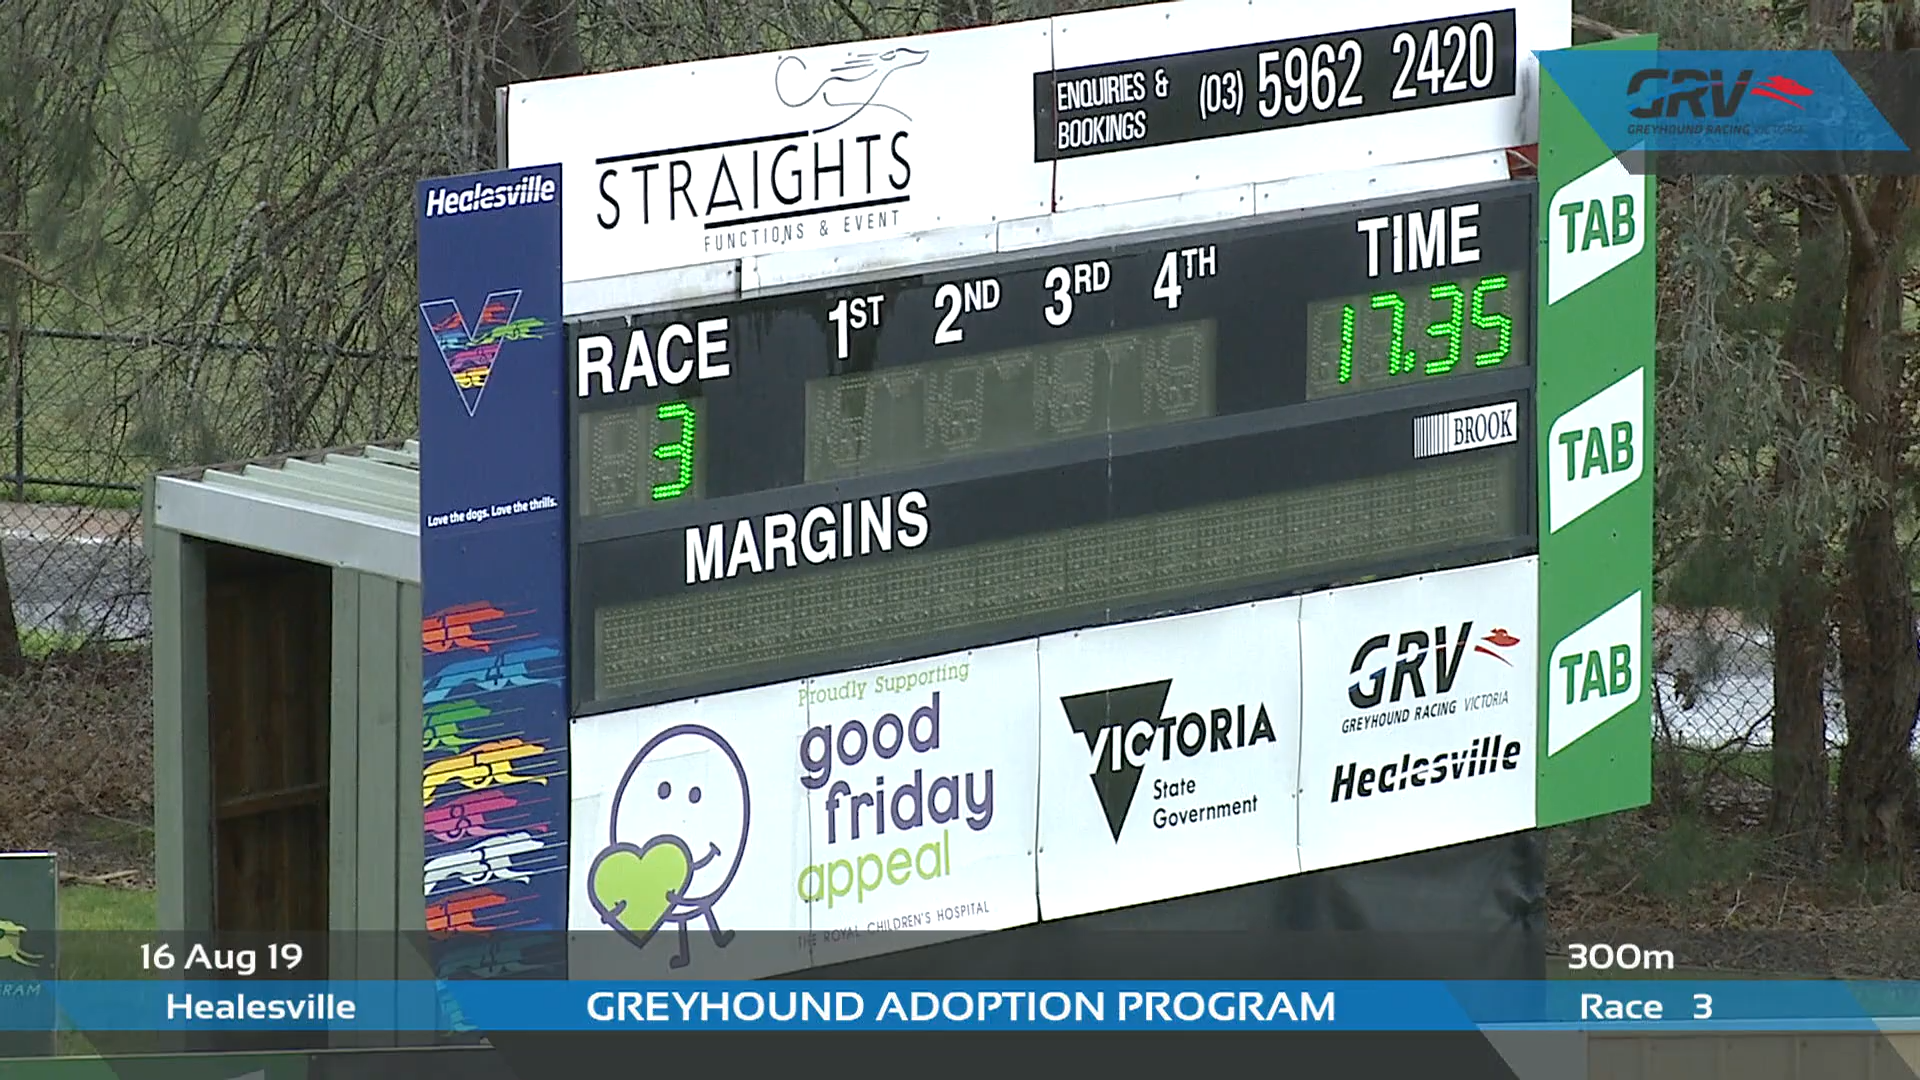 STRAIGHTS
FUNCTIONS & EVENT
ENQUIRIES &
BOOKINGS
(03) 5962 2420
GRV
GREYHOUND RACING VICTORIA
Healesville
Love the dogs. Love the thrills.
RACE 1ST 2ND 3RD 4TH TIME
3 17.35
BROOK
MARGINS
TAB
TAB
TAB
Proudly Supporting
good
friday
appeal
THE ROYAL CHILDREN'S HOSPITAL
VICTORIA
State
Government
GRV
GREYHOUND RACING VICTORIA
Healesville
16 Aug 19
Healesville
GREYHOUND ADOPTION PROGRAM
300m
Race 3